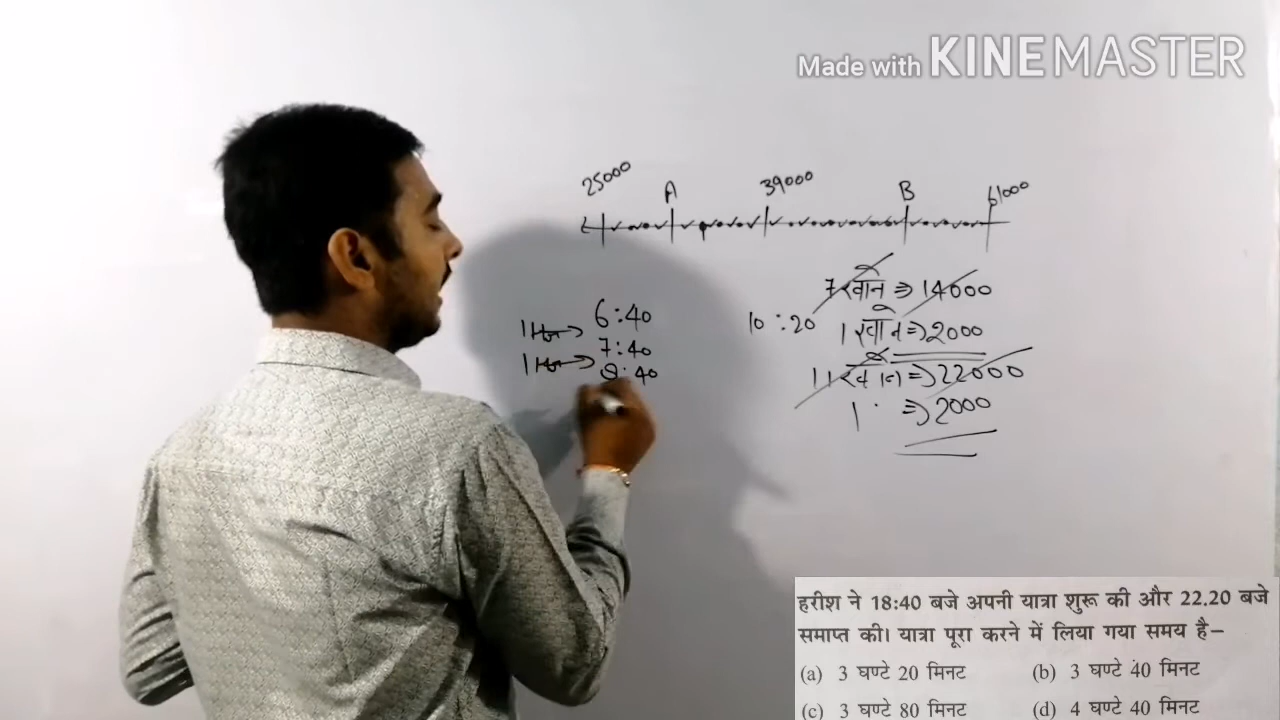 Made with KINEMASTER
25000 A 39000 B 61000
7 खाने ⇒ 14000
6:40 10:20 1 खाने ⇒ 2000
1 Hr → 7:40
1 Hr → 8:40 11 खाने ⇒ 22000
1 ⇒ 2000
हरीश ने 18:40 बजे अपनी यात्रा शुरू की और 22.20 बजे
समाप्त की। यात्रा पूरा करने में लिया गया समय है–
(a) 3 घण्टे 20 मिनट (b) 3 घण्टे 40 मिनट
(c) 3 घण्टे 80 मिनट (d) 4 घण्टे 40 मिनट